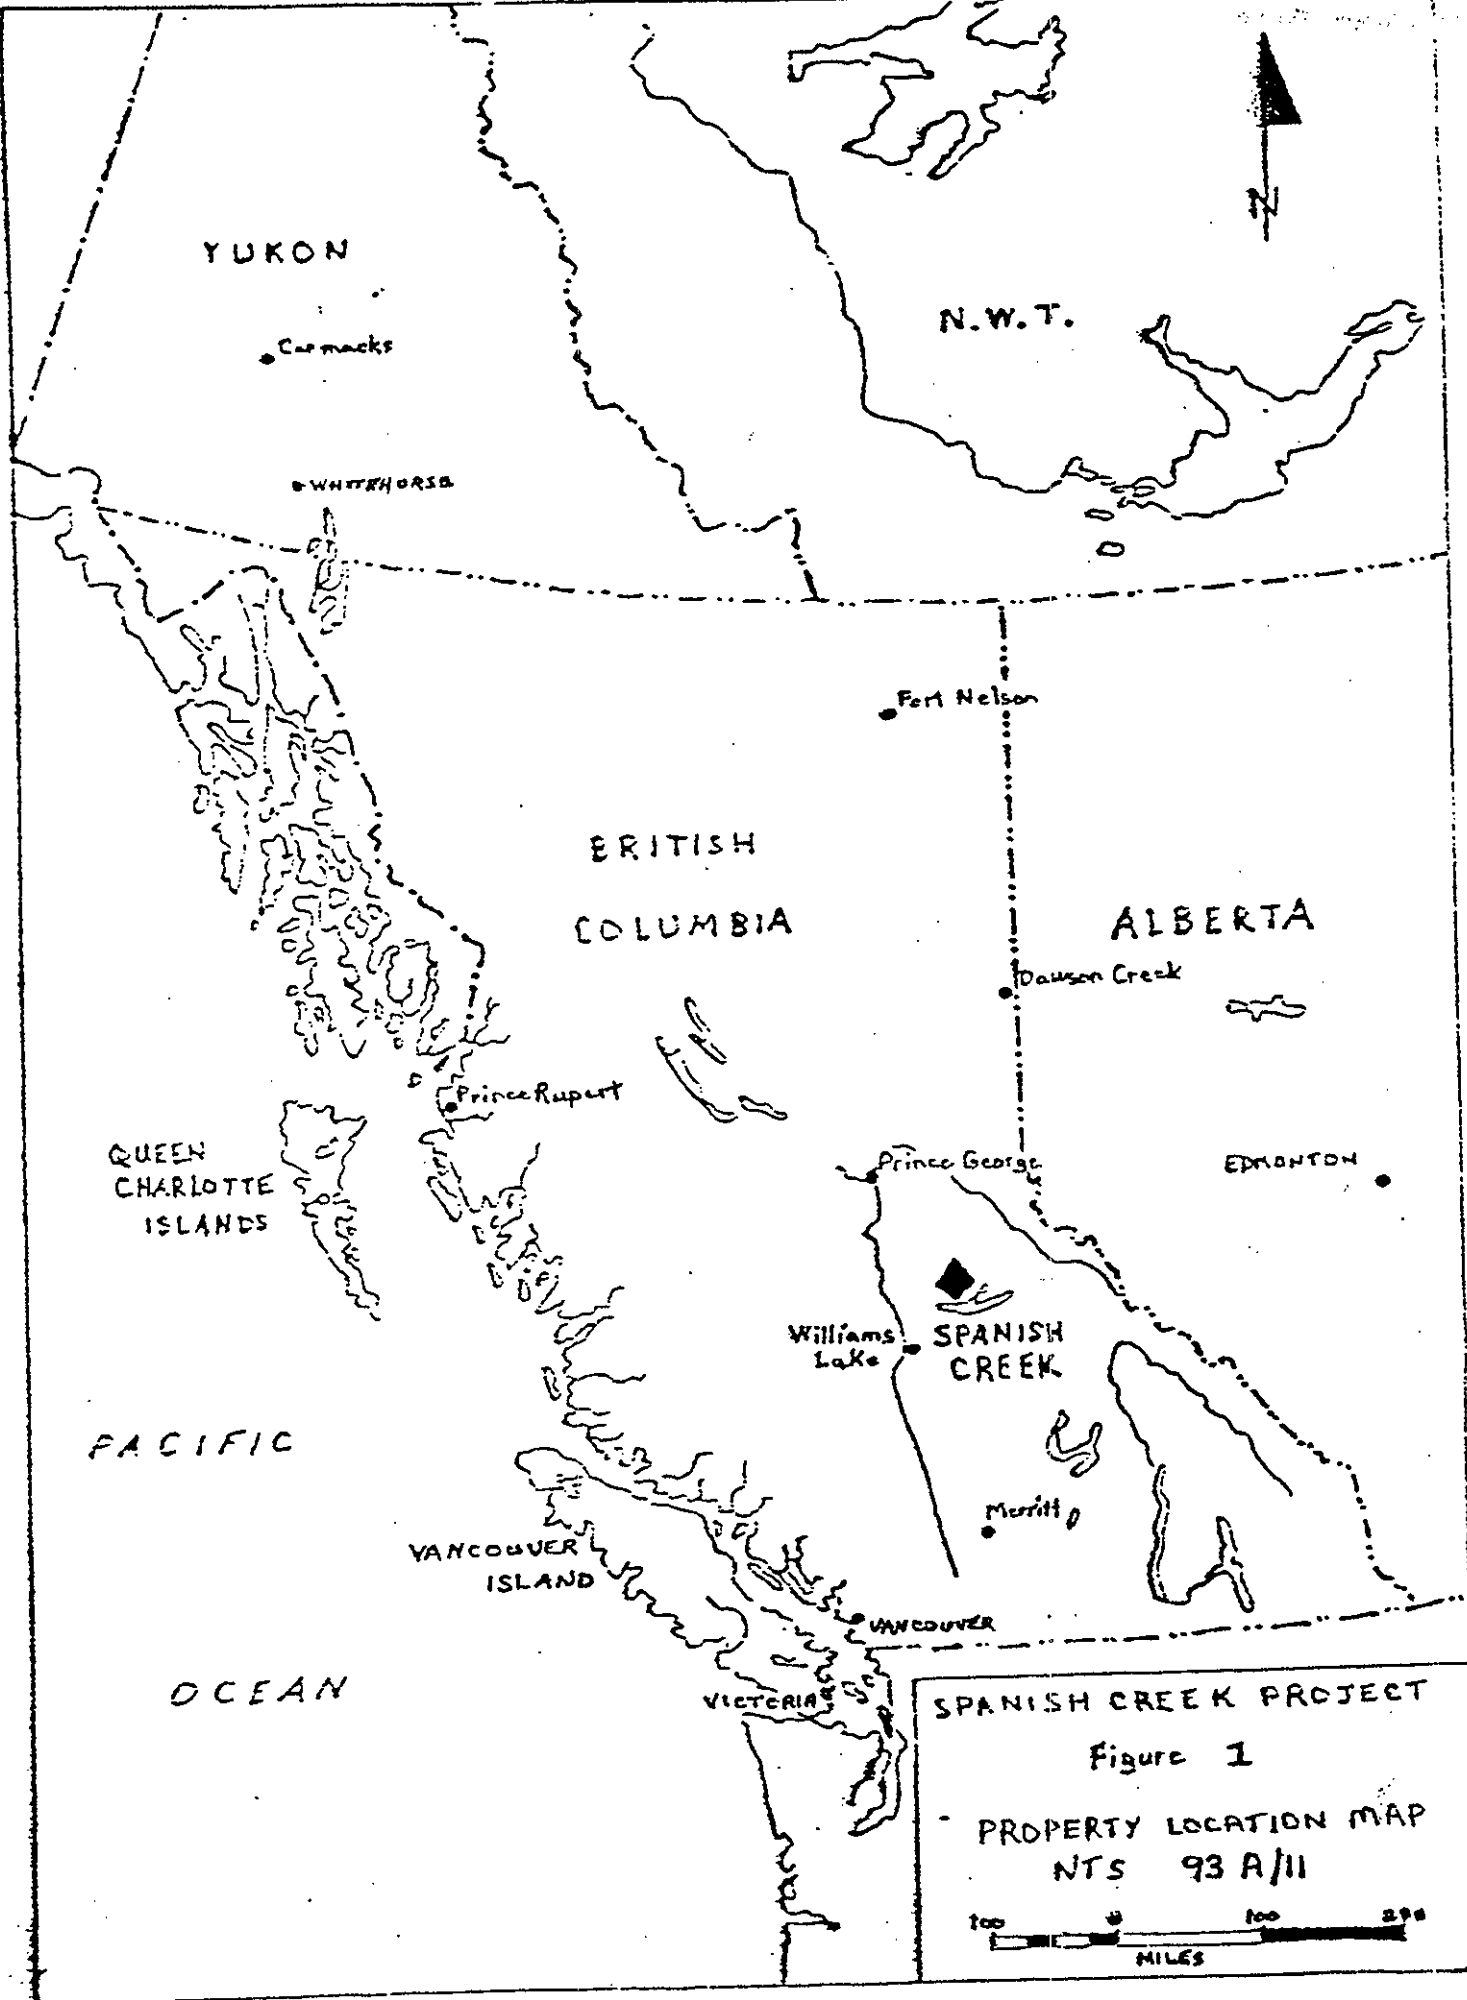 N
YUKON
N.W.T.
Carmacks
WHITEHORSE
Fort Nelson
BRITISH
COLUMBIA
ALBERTA
Dawson Creek
Prince Rupert
QUEEN
CHARLOTTE
ISLANDS
Prince George
EDMONTON
Williams
Lake
SPANISH
CREEK
PACIFIC
Merritt
VANCOUVER
ISLAND
VANCOUVER
OCEAN
VICTORIA
SPANISH CREEK PROJECT
Figure 1
PROPERTY LOCATION MAP
NTS 93 A/11
100 0 100 200
MILES